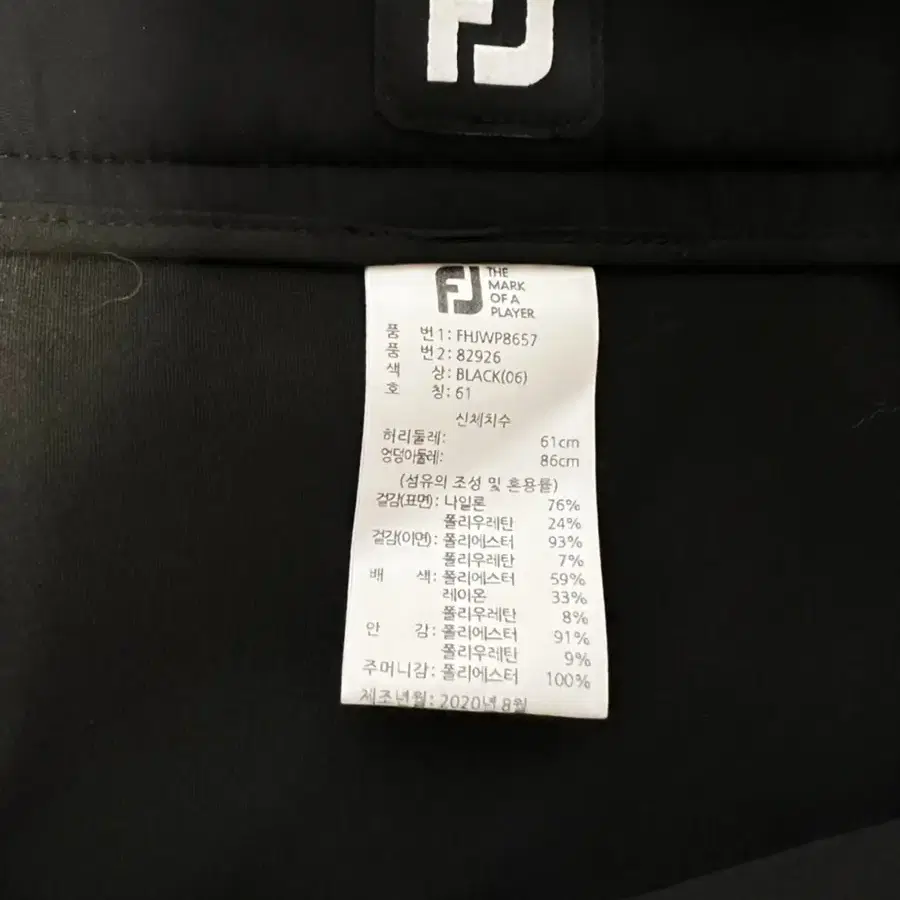 FJ
FJ THE
MARK
OF A
PLAYER
품 번1: FHJWP8657
품 번2: 82926
색 상: BLACK(06)
호 칭: 61
신체치수
허리둘레: 61cm
엉덩이둘레: 86cm
(섬유의 조성 및 혼용률)
겉감(표면): 나일론 76%
폴리우레탄 24%
겉감(이면): 폴리에스터 93%
폴리우레탄 7%
배 색: 폴리에스터 59%
레이온 33%
폴리우레탄 8%
안 감: 폴리에스터 91%
폴리우레탄 9%
주머니감: 폴리에스터 100%
제조년월: 2020년 8월